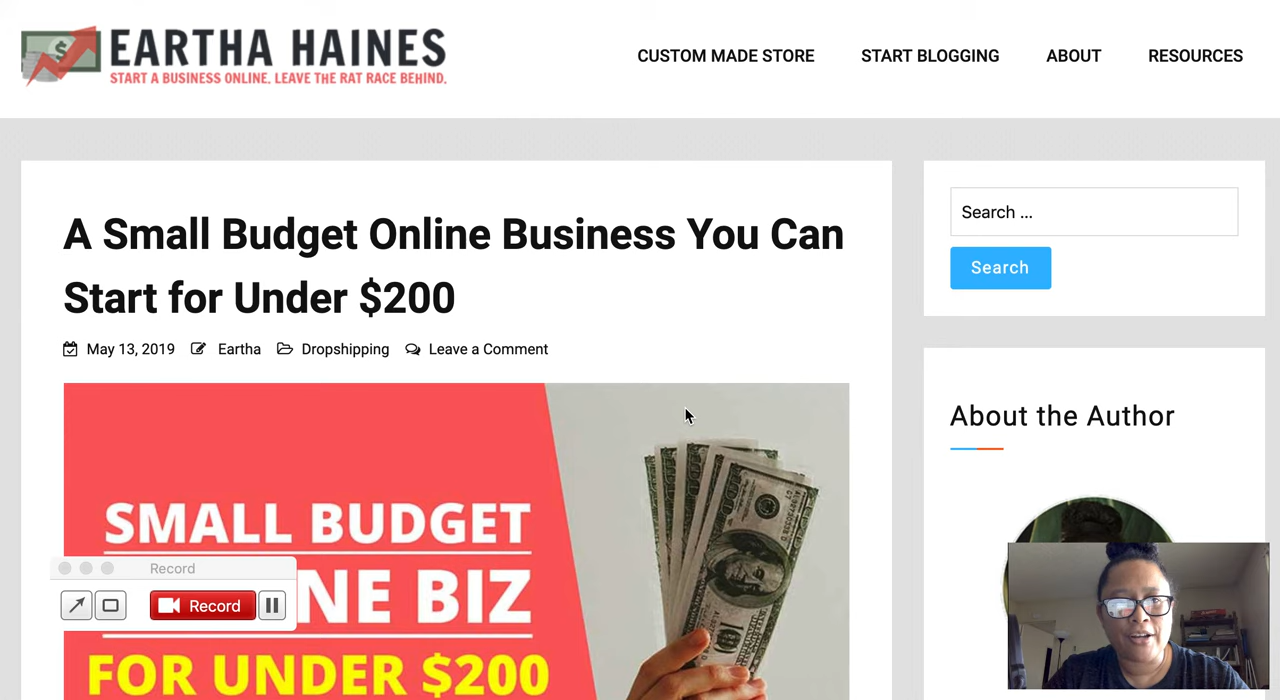 EARTHA HAINES
START A BUSINESS ONLINE. LEAVE THE RAT RACE BEHIND.
CUSTOM MADE STORE
START BLOGGING
ABOUT
RESOURCES
A Small Budget Online Business You Can
Start for Under $200
May 13, 2019
Eartha
Dropshipping
Leave a Comment
SMALL BUDGET
NE BIZ
FOR UNDER $200
Record
Record
Search ...
Search
About the Author